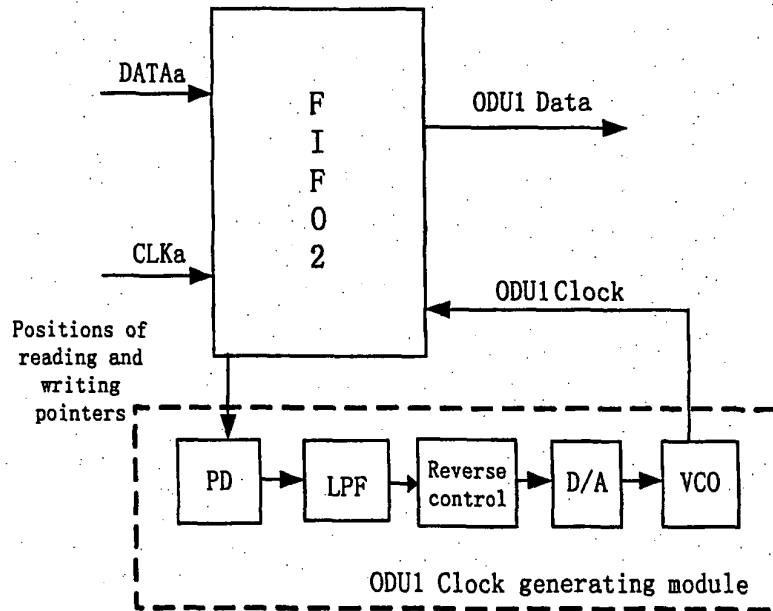 DATAa
F
I
F
O
2
ODU1 Data
CLKa
ODU1 Clock
Positions of
reading and
writing
pointers
PD
LPF
Reverse
control
D/A
VCO
ODU1 Clock generating module